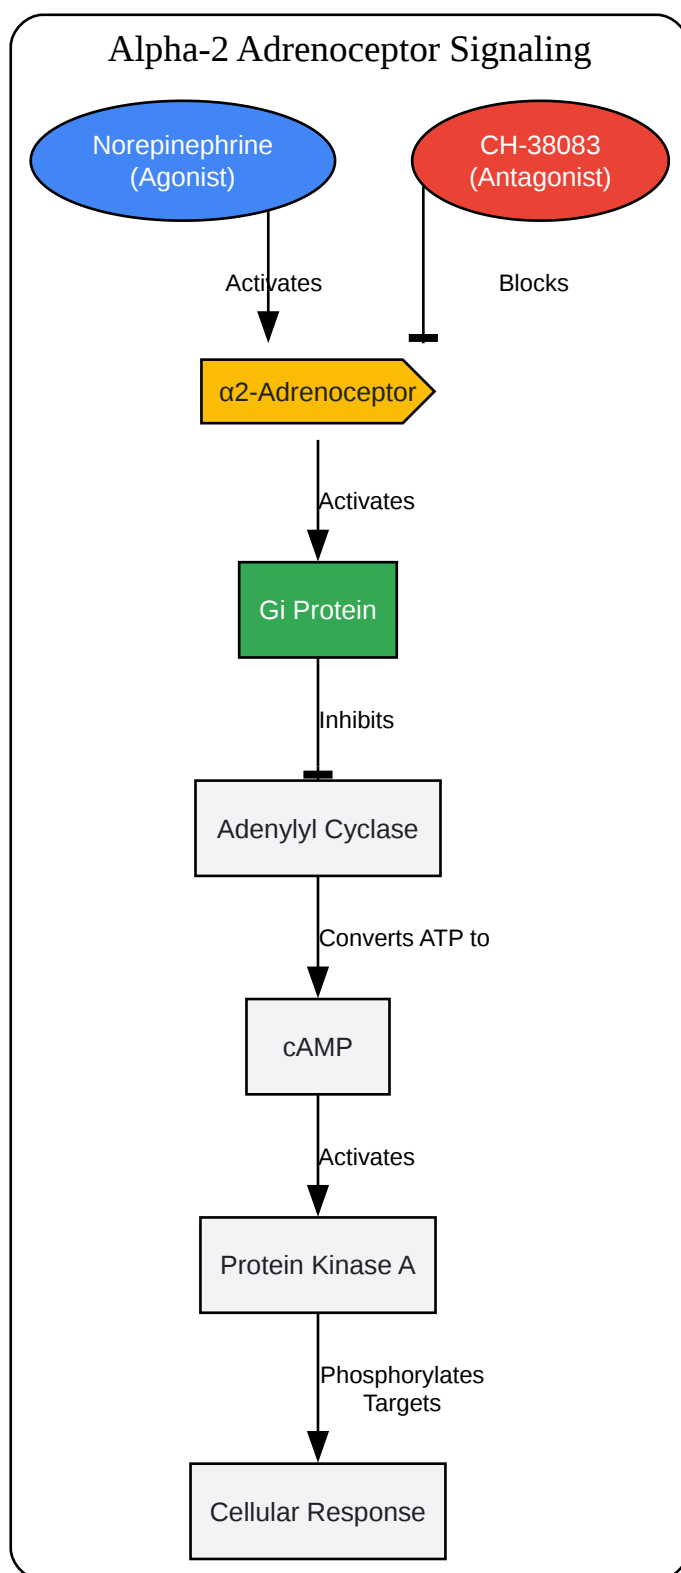 Alpha-2 Adrenoceptor Signaling
Norepinephrine
(Agonist)
CH-38083
(Antagonist)
Activates
Blocks
α2-Adrenoceptor
Activates
Gi Protein
Inhibits
Adenylyl Cyclase
Converts ATP to
cAMP
Activates
Protein Kinase A
Phosphorylates
Targets
Cellular Response